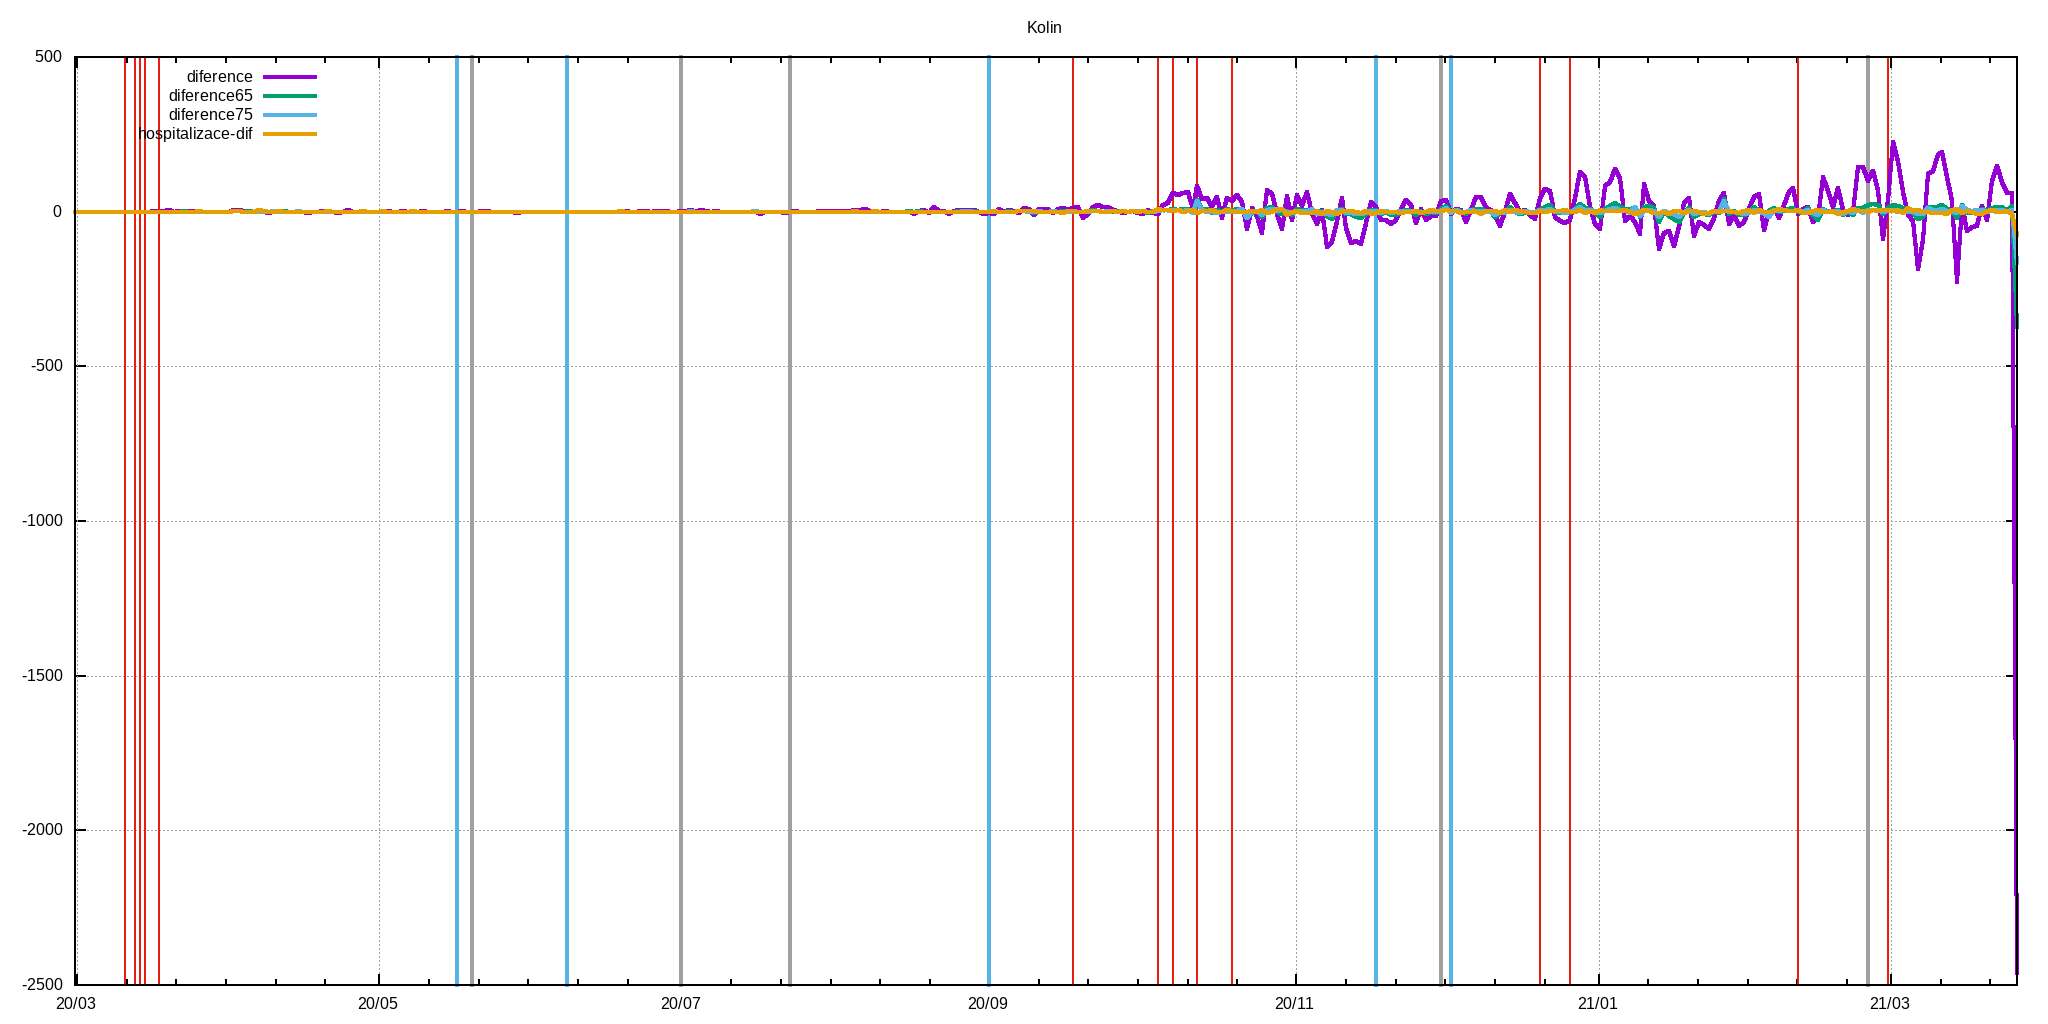 Kolin
500
diference
diference65
diference75
hospitalizace-dif
0
-500
-1000
-1500
-2000
-2500
20/03 20/05 20/07 20/09 20/11 21/01 21/03